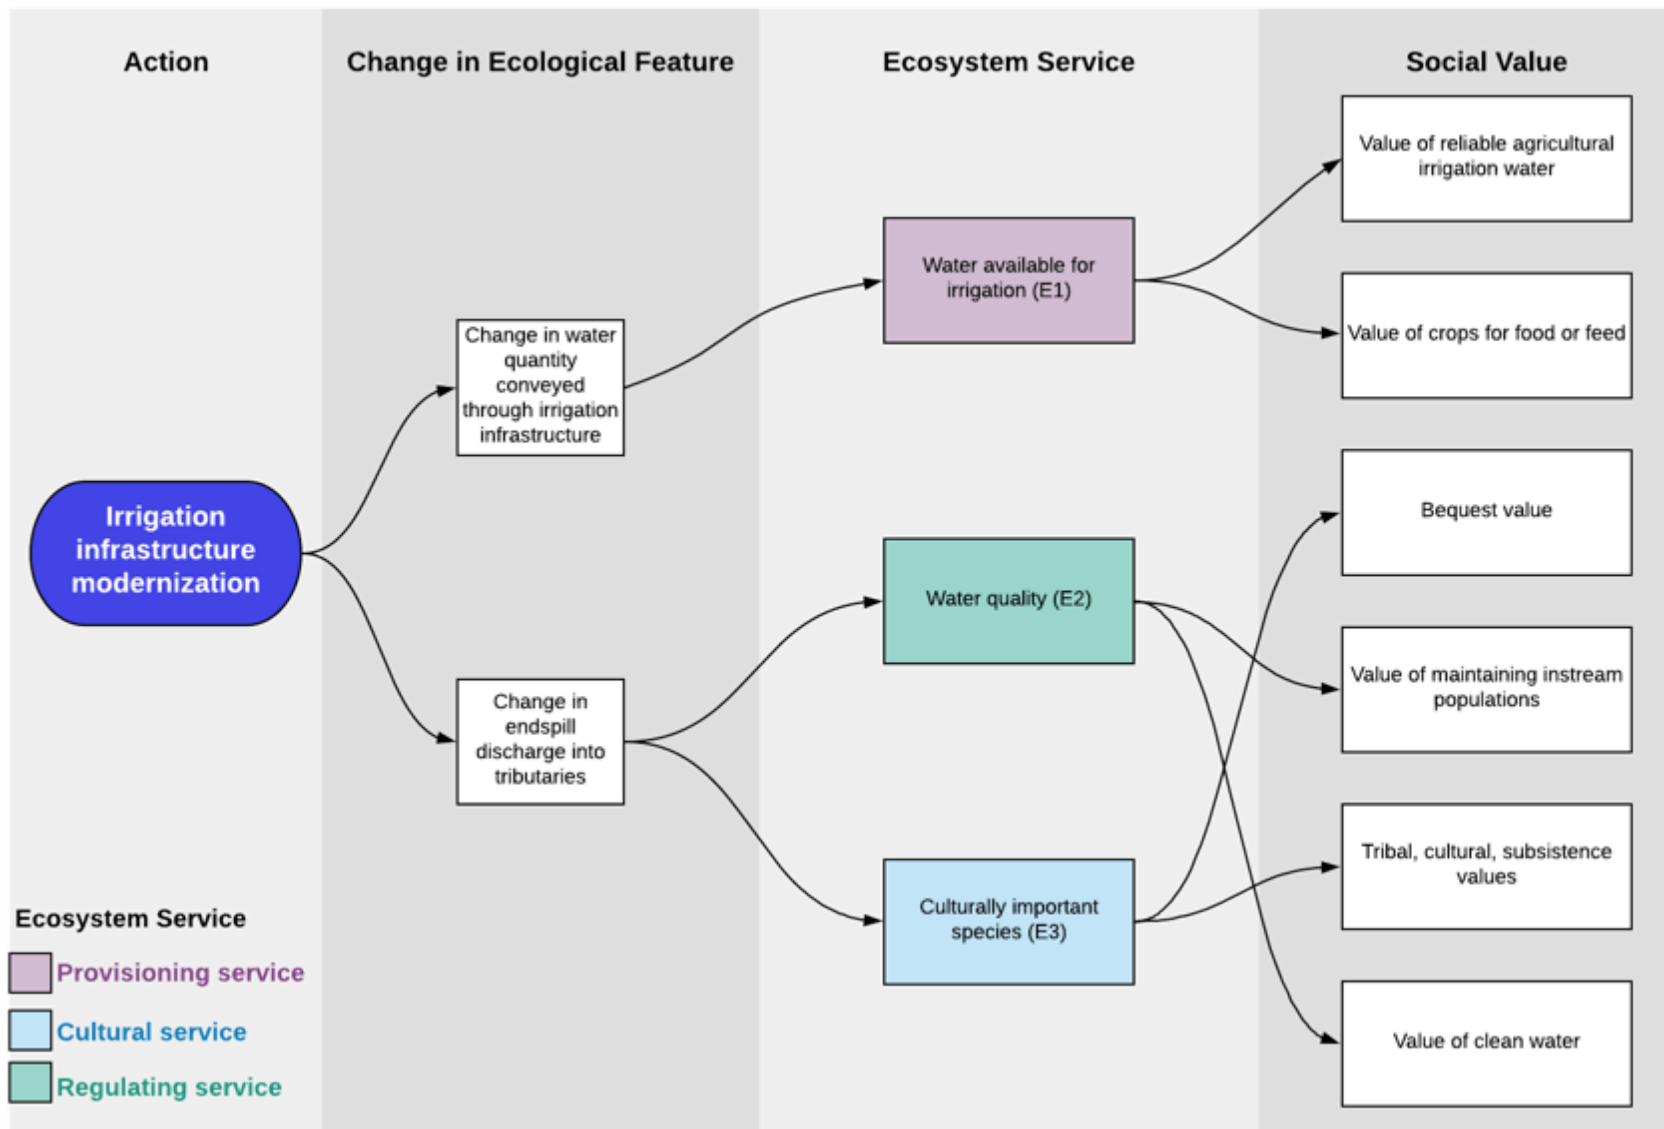 Action
Change in Ecological Feature
Ecosystem Service
Social Value
Irrigation
infrastructure
modernization
Change in water
quantity
conveyed
through irrigation
infrastructure
Change in
endspill
discharge into
tributaries
Water available for
irrigation (E1)
Water quality (E2)
Culturally important
species (E3)
Value of reliable agricultural
irrigation water
Value of crops for food or feed
Bequest value
Value of maintaining instream
populations
Tribal, cultural, subsistence
values
Value of clean water
Ecosystem Service
Provisioning service
Cultural service
Regulating service